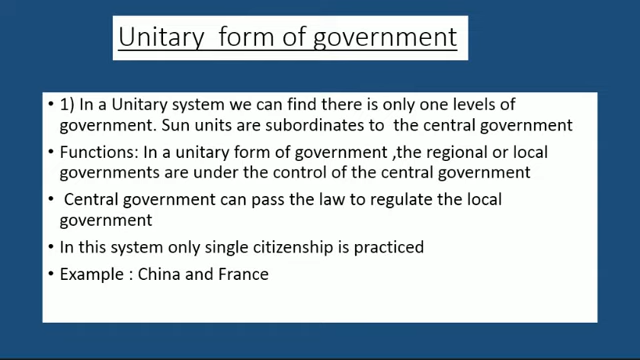 Unitary form of government
• 1) In a Unitary system we can find there is only one levels of
government. Sun units are subordinates to the central government
• Functions: In a unitary form of government ,the regional or local
governments are under the control of the central government
• Central government can pass the law to regulate the local
government
• In this system only single citizenship is practiced
• Example : China and France